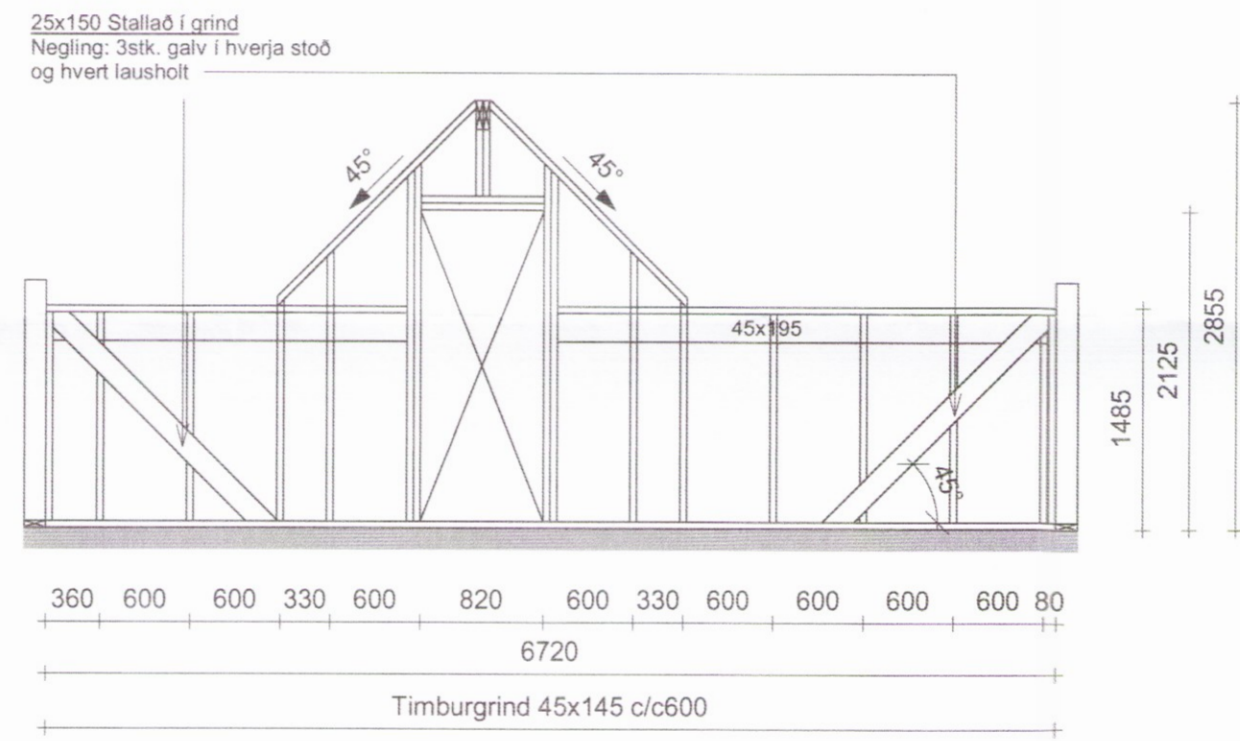 25x150 Stallað í grind
Negling: 3stk. galv í hverja stoð
og hvert lausholt
45°
45°
45x195
45°
1485
2125
2855
360 600 600 330 600 820 600 330 600 600 600 600 80
6720
Timburgrind 45x145 c/c600